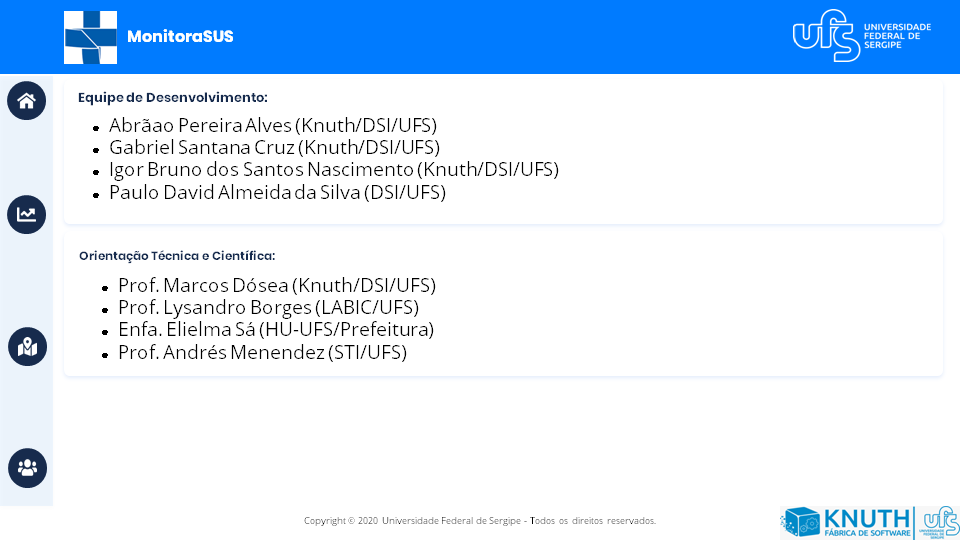 MonitoraSUS
ufs
UNIVERSIDADE
FEDERAL DE
SERGIPE
Equipe de Desenvolvimento:
Abrãao Pereira Alves (Knuth/DSI/UFS)
Gabriel Santana Cruz (Knuth/DSI/UFS)
Igor Bruno dos Santos Nascimento (Knuth/DSI/UFS)
Paulo David Almeida da Silva (DSI/UFS)
Orientação Técnica e Científica:
Prof. Marcos Dósea (Knuth/DSI/UFS)
Prof. Lysandro Borges (LABIC/UFS)
Enfa. Elielma Sá (HU-UFS/Prefeitura)
Prof. Andrés Menendez (STI/UFS)
Copyright © 2020 Universidade Federal de Sergipe - Todos os direitos reservados.
KNUTH
FÁBRICA DE SOFTWARE
ufs
UNIVERSIDADE
FEDERAL DE
SERGIPE